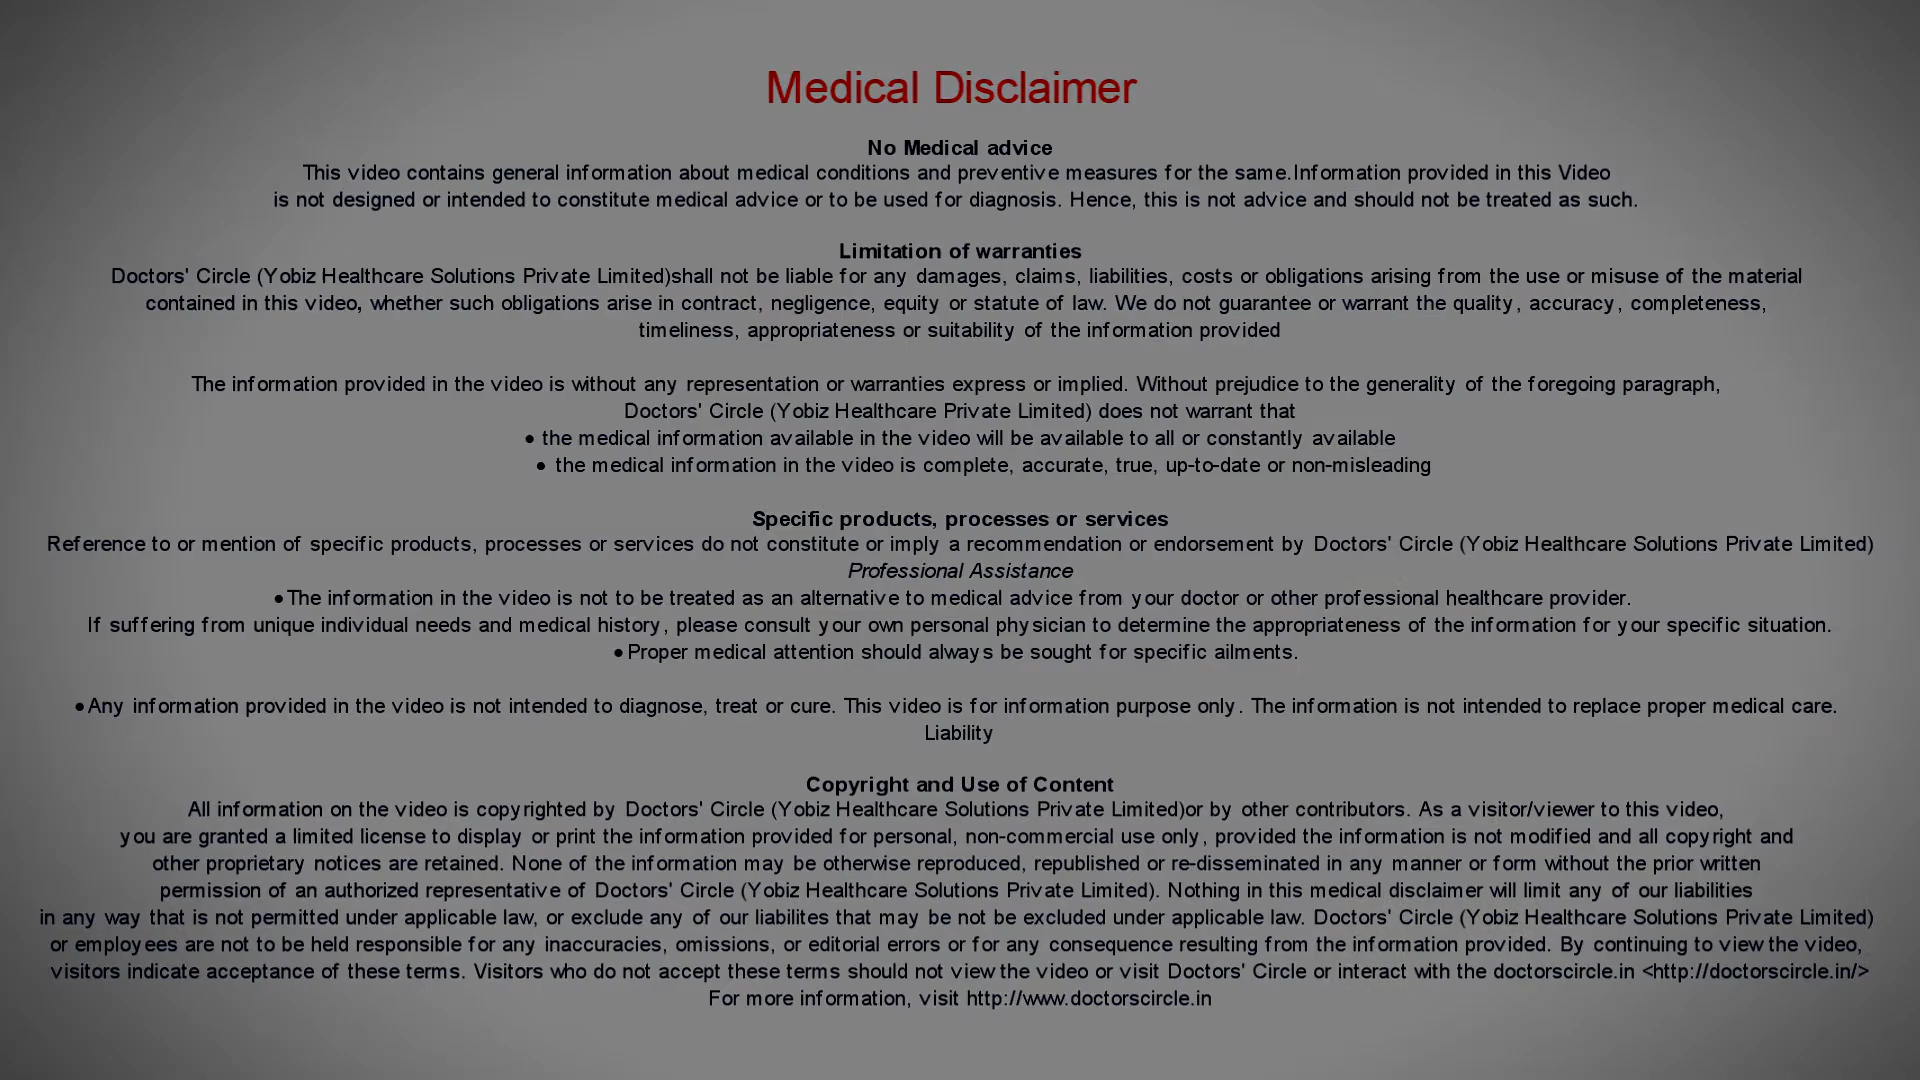 Medical Disclaimer
No Medical advice
This video contains general information about medical conditions and preventive measures for the same.Information provided in this Video
is not designed or intended to constitute medical advice or to be used for diagnosis. Hence, this is not advice and should not be treated as such.
Limitation of warranties
Doctors' Circle (Yobiz Healthcare Solutions Private Limited)shall not be liable for any damages, claims, liabilities, costs or obligations arising from the use or misuse of the material
contained in this video, whether such obligations arise in contract, negligence, equity or statute of law. We do not guarantee or warrant the quality, accuracy, completeness,
timeliness, appropriateness or suitability of the information provided
The information provided in the video is without any representation or warranties express or implied. Without prejudice to the generality of the foregoing paragraph,
Doctors' Circle (Yobiz Healthcare Private Limited) does not warrant that
• the medical information available in the video will be available to all or constantly available
• the medical information in the video is complete, accurate, true, up-to-date or non-misleading
Specific products, processes or services
Reference to or mention of specific products, processes or services do not constitute or imply a recommendation or endorsement by Doctors' Circle (Yobiz Healthcare Solutions Private Limited)
Professional Assistance
•The information in the video is not to be treated as an alternative to medical advice from your doctor or other professional healthcare provider.
If suffering from unique individual needs and medical history, please consult your own personal physician to determine the appropriateness of the information for your specific situation.
•Proper medical attention should always be sought for specific ailments.
•Any information provided in the video is not intended to diagnose, treat or cure. This video is for information purpose only. The information is not intended to replace proper medical care.
Liability
Copyright and Use of Content
All information on the video is copyrighted by Doctors' Circle (Yobiz Healthcare Solutions Private Limited)or by other contributors. As a visitor/viewer to this video,
you are granted a limited license to display or print the information provided for personal, non-commercial use only, provided the information is not modified and all copyright and
other proprietary notices are retained. None of the information may be otherwise reproduced, republished or re-disseminated in any manner or form without the prior written
permission of an authorized representative of Doctors' Circle (Yobiz Healthcare Solutions Private Limited). Nothing in this medical disclaimer will limit any of our liabilities
in any way that is not permitted under applicable law, or exclude any of our liabilites that may be not be excluded under applicable law. Doctors' Circle (Yobiz Healthcare Solutions Private Limited)
or employees are not to be held responsible for any inaccuracies, omissions, or editorial errors or for any consequence resulting from the information provided. By continuing to view the video,
visitors indicate acceptance of these terms. Visitors who do not accept these terms should not view the video or visit Doctors' Circle or interact with the doctorscircle.in <http://doctorscircle.in/>
For more information, visit http://www.doctorscircle.in